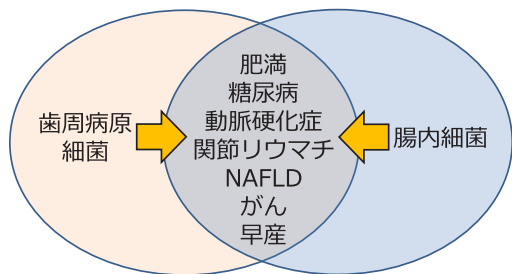 歯周病原
細菌
肥満
糖尿病
動脈硬化症
関節リウマチ
NAFLD
がん
早産
腸内細菌